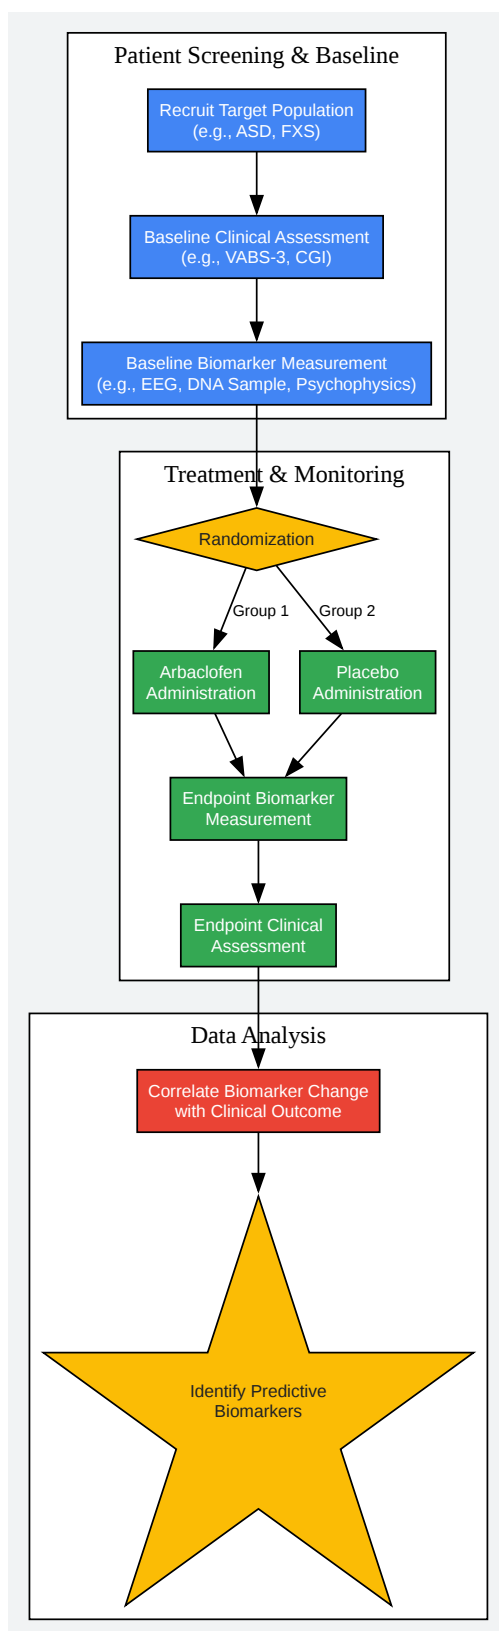 Patient Screening & Baseline
Recruit Target Population
(e.g., ASD, FXS)
Baseline Clinical Assessment
(e.g., VABS-3, CGI)
Baseline Biomarker Measurement
(e.g., EEG, DNA Sample, Psychophysics)
Treatment & Monitoring
Randomization
Group 1
Group 2
Arbaclofen
Administration
Placebo
Administration
Endpoint Biomarker
Measurement
Endpoint Clinical
Assessment
Data Analysis
Correlate Biomarker Change
with Clinical Outcome
Identify Predictive
Biomarkers